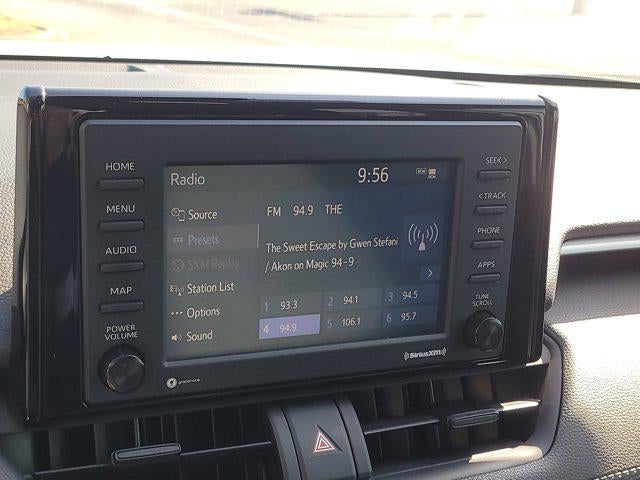 HOME
MENU
AUDIO
MAP
POWER
VOLUME
gracenote
Radio
9:56
DCM
DCM
Source
Presets
SXM Replay
Station List
Options
Sound
FM 94.9 THE
The Sweet Escape by Gwen Stefani
/ Akon on Magic 94-9
1 93.3
2 94.1
3 94.5
4 94.9
5 106.1
6 95.7
SEEK >
< TRACK
PHONE
APPS
TUNE
SCROLL
((SiriusXM))